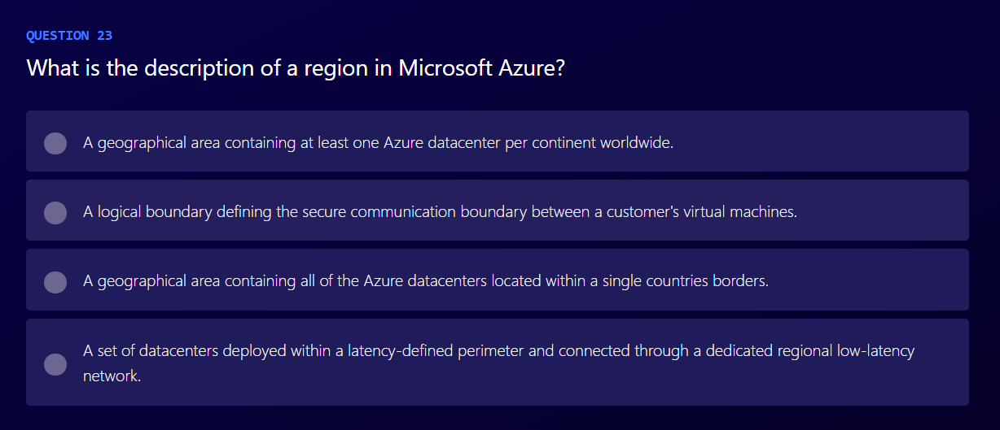 QUESTION 23
What is the description of a region in Microsoft Azure?
A geographical area containing at least one Azure datacenter per continent worldwide.
A logical boundary defining the secure communication boundary between a customer's virtual machines.
A geographical area containing all of the Azure datacenters located within a single countries borders.
A set of datacenters deployed within a latency-defined perimeter and connected through a dedicated regional low-latency
network.